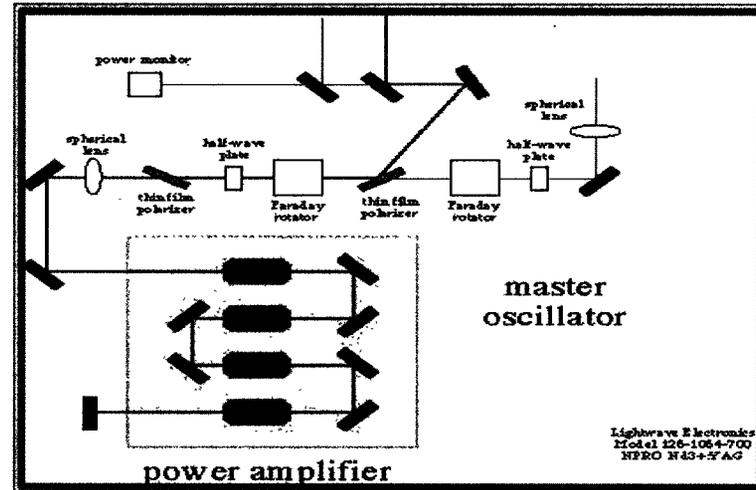 power monitor
spherical
lens
spherical
lens
half-wave
plate
half-wave
plate
thin film
polarizer
Faraday
rotator
thin film
polarizer
Faraday
rotator
master
oscillator
power amplifier
Lightwave Electronics
Model 126-1064-700
NPRO Nd3+:YAG